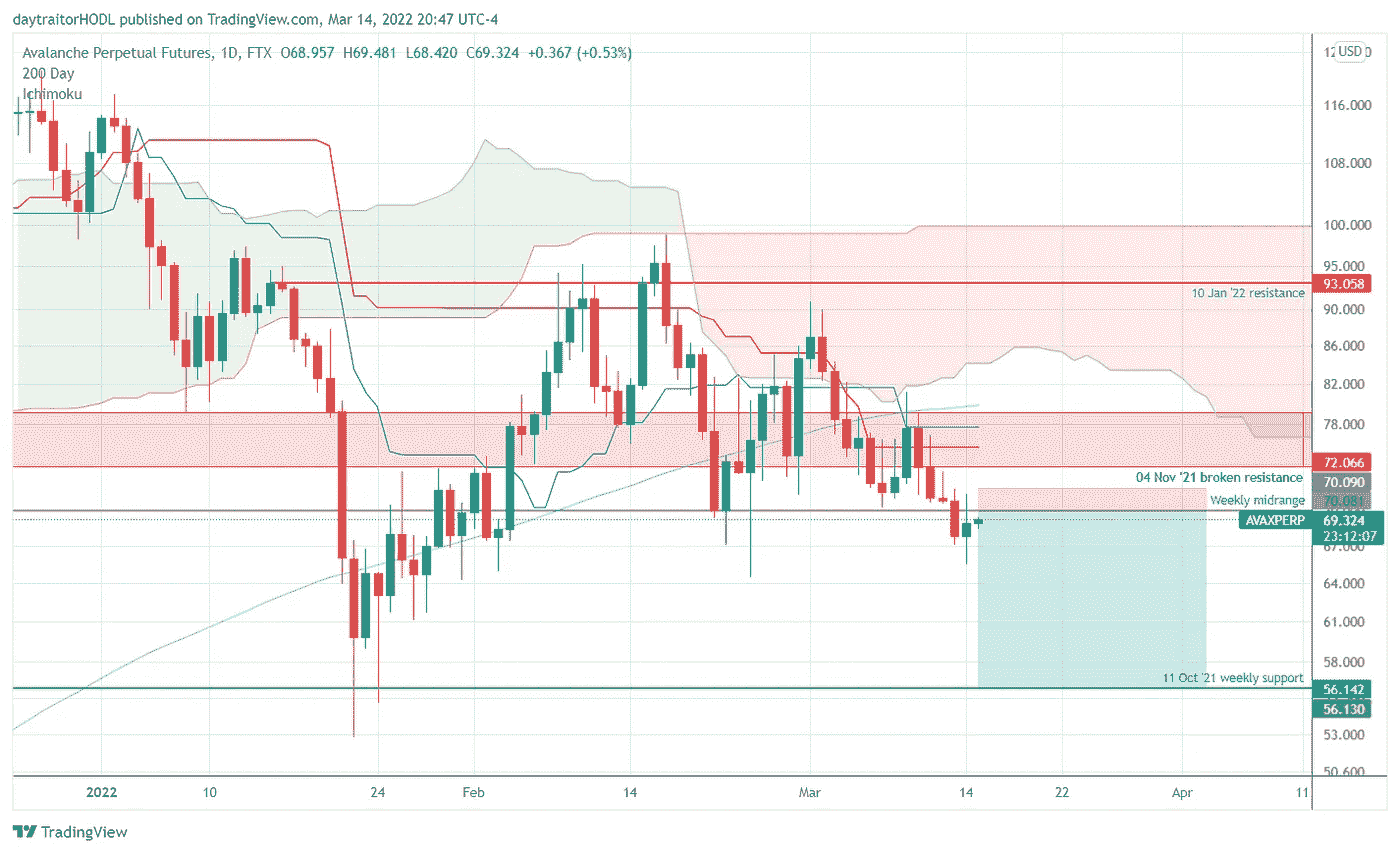 daytraitorHODL published on TradingView.com, Mar 14, 2022 20:47 UTC-4
Avalanche Perpetual Futures, 1D, FTX O68.957 H69.481 L68.420 C69.324 +0.367 (+0.53%)
200 Day
Ichimoku
USD
116.000
108.000
100.000
95.000
93.058
10 Jan '22 resistance
90.000
86.000
82.000
78.000
72.066
04 Nov '21 broken resistance
70.090
Weekly midrange
AVAXPERP 69.324
23:12:07
67.000
64.000
61.000
58.000
11 Oct '21 weekly support
56.142
56.130
53.000
50.600
2022 10 24 Feb 14 Mar 14 22 Apr 11
TradingView